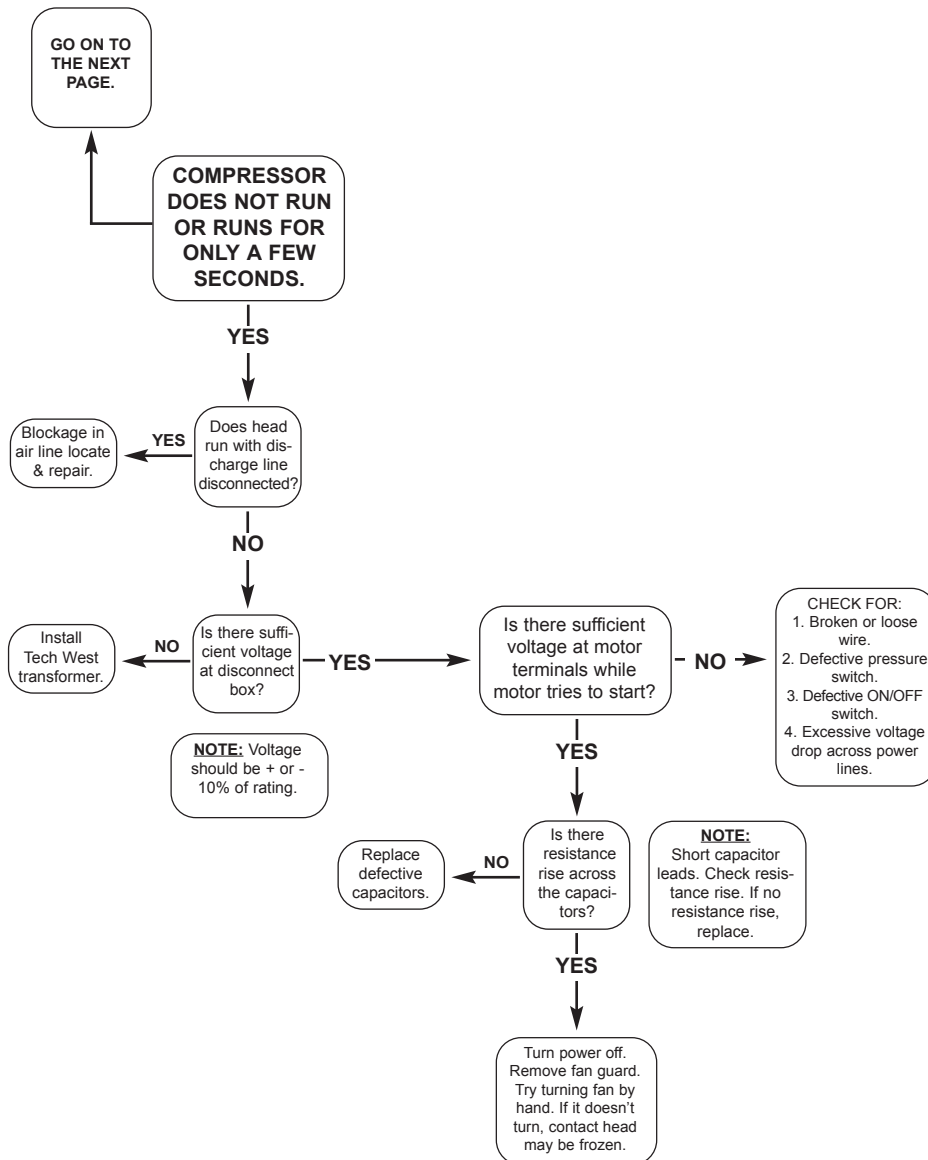 GO ON TO
THE NEXT
PAGE.
COMPRESSOR
DOES NOT RUN
OR RUNS FOR
ONLY A FEW
SECONDS.
YES
Does head
run with dis-
charge line
disconnected?
YES
Blockage in
air line locate
& repair.
NO
Is there suffi-
cient voltage
at disconnect
box?
NO
Install
Tech West
transformer.
NOTE: Voltage
should be + or -
10% of rating.
YES
Is there sufficient
voltage at motor
terminals while
motor tries to start?
NO
CHECK FOR:
1. Broken or loose
wire.
2. Defective pressure
switch.
3. Defective ON/OFF
switch.
4. Excessive voltage
drop across power
lines.
YES
Is there
resistance
rise across
the capaci-
tors?
NO
Replace
defective
capacitors.
NOTE:
Short capacitor
leads. Check resis-
tance rise. If no
resistance rise,
replace.
YES
Turn power off.
Remove fan guard.
Try turning fan by
hand. If it doesn’t
turn, contact head
may be frozen.